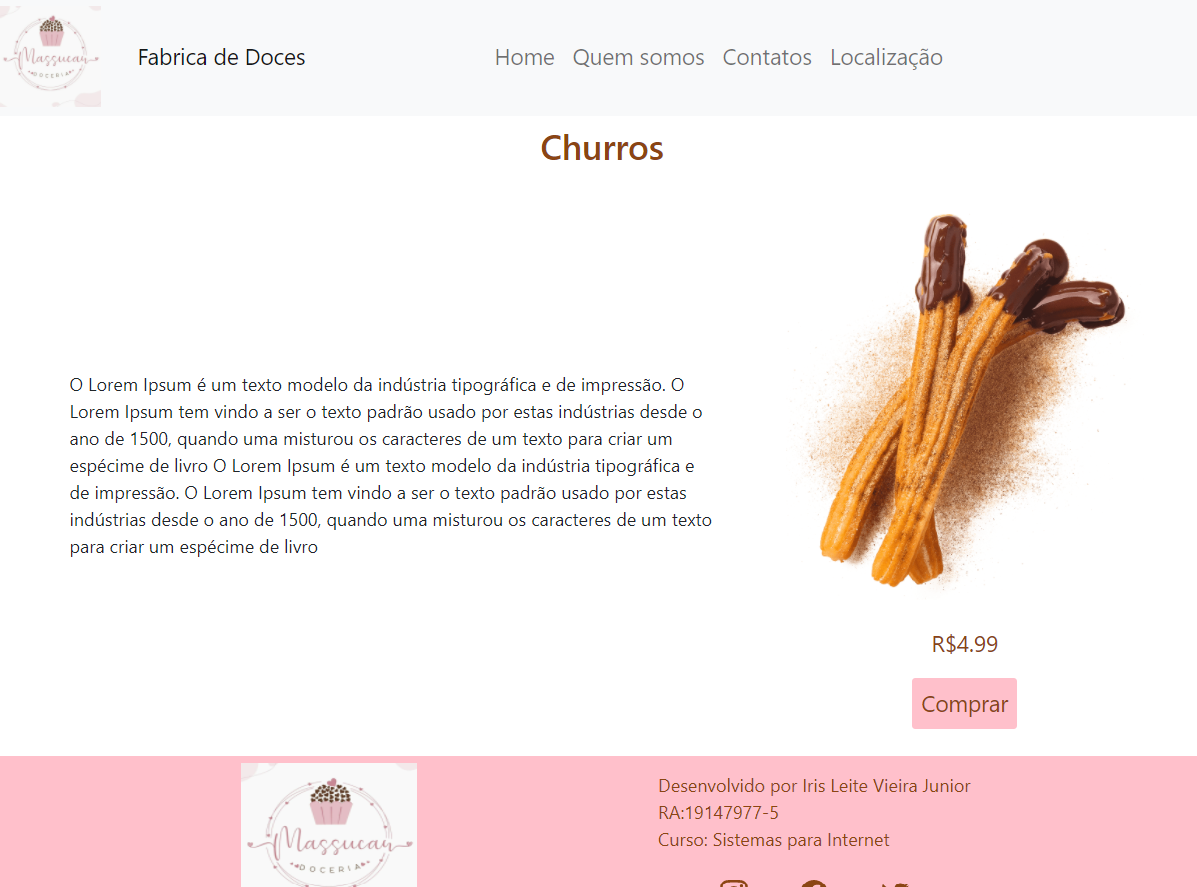 Massucar
DOCERIA
Fabrica de Doces
Home Quem somos Contatos Localização
Churros
O Lorem Ipsum é um texto modelo da indústria tipográfica e de impressão. O
Lorem Ipsum tem vindo a ser o texto padrão usado por estas indústrias desde o
ano de 1500, quando uma misturou os caracteres de um texto para criar um
espécime de livro O Lorem Ipsum é um texto modelo da indústria tipográfica e
de impressão. O Lorem Ipsum tem vindo a ser o texto padrão usado por estas
indústrias desde o ano de 1500, quando uma misturou os caracteres de um texto
para criar um espécime de livro
R$4.99
Comprar
Massucar
DOCERIA
Desenvolvido por Iris Leite Vieira Junior
RA:19147977-5
Curso: Sistemas para Internet